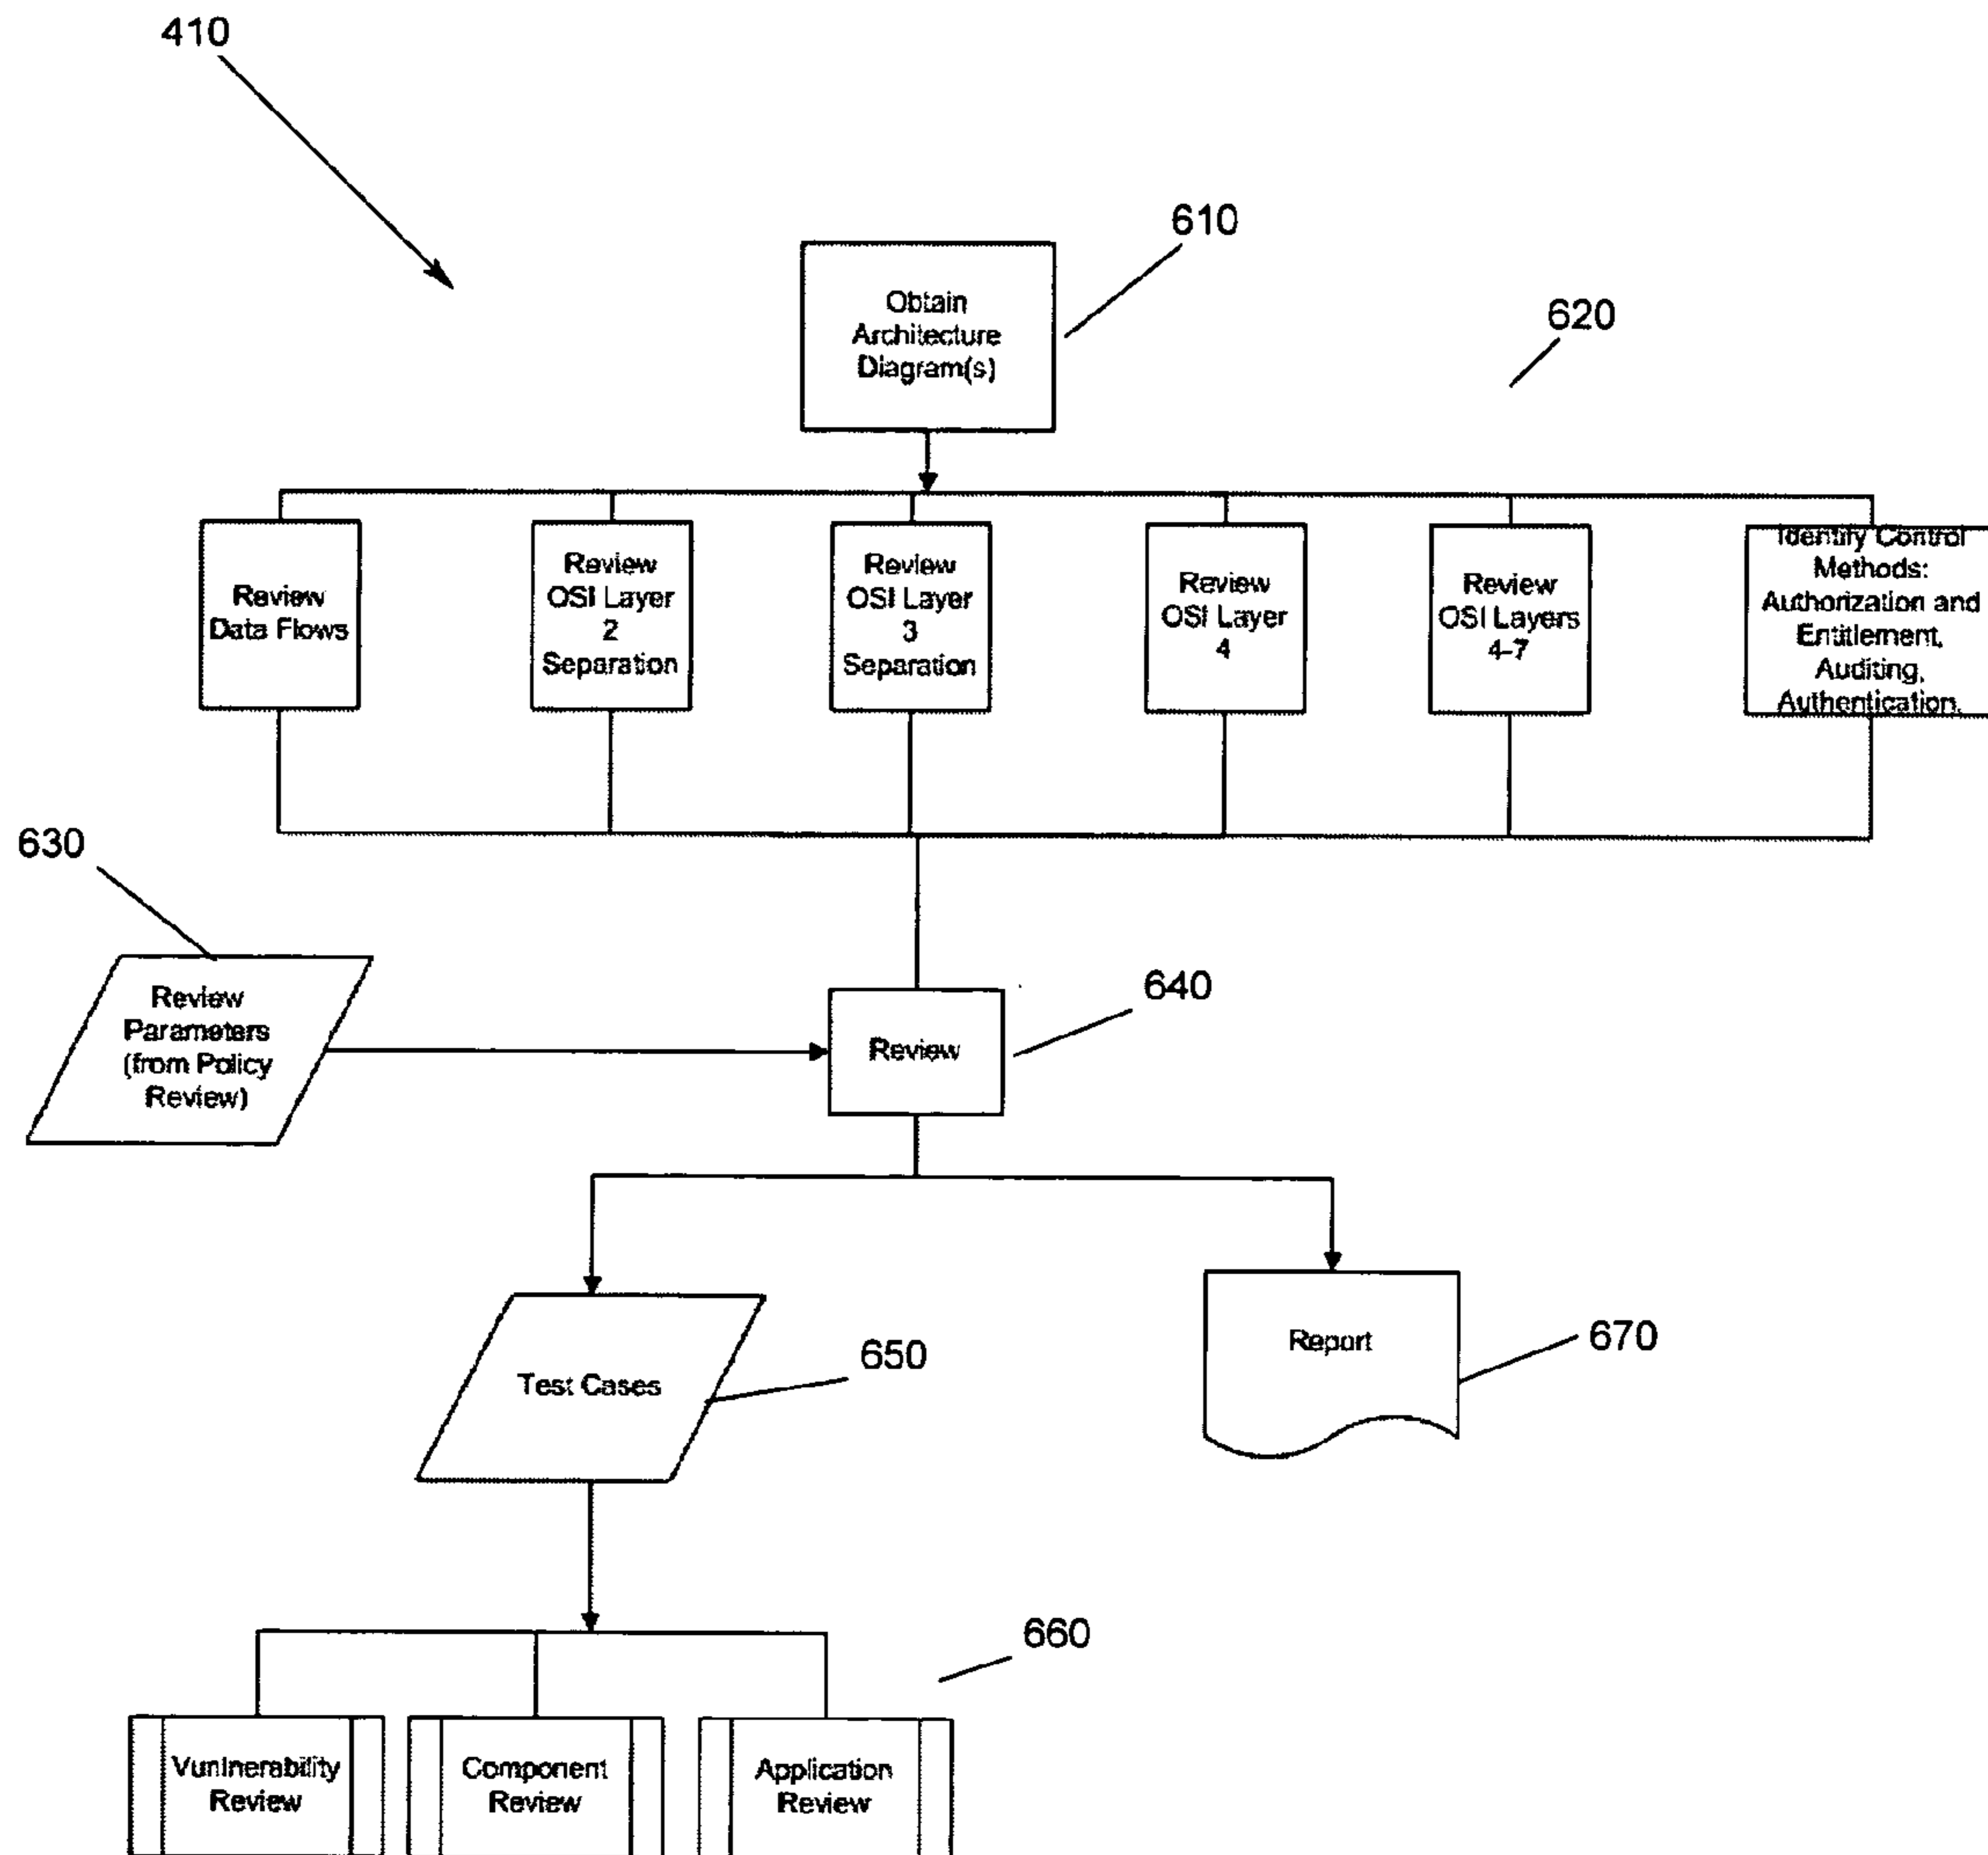 410
610
Obtain
Architecture
Diagram(s)
620
Review
Data Flows
Review
OSI Layer
2
Separation
Review
OSI Layer
3
Separation
Review
OSI Layer
4
Review
OSI Layers
4-7
Identify Control
Methods:
Authorization and
Entitlement,
Auditing,
Authentication.
630
Review
Parameters
(from Policy
Review)
640
Review
650
Test Cases
Report
670
660
Vunlnerability
Review
Component
Review
Application
Review